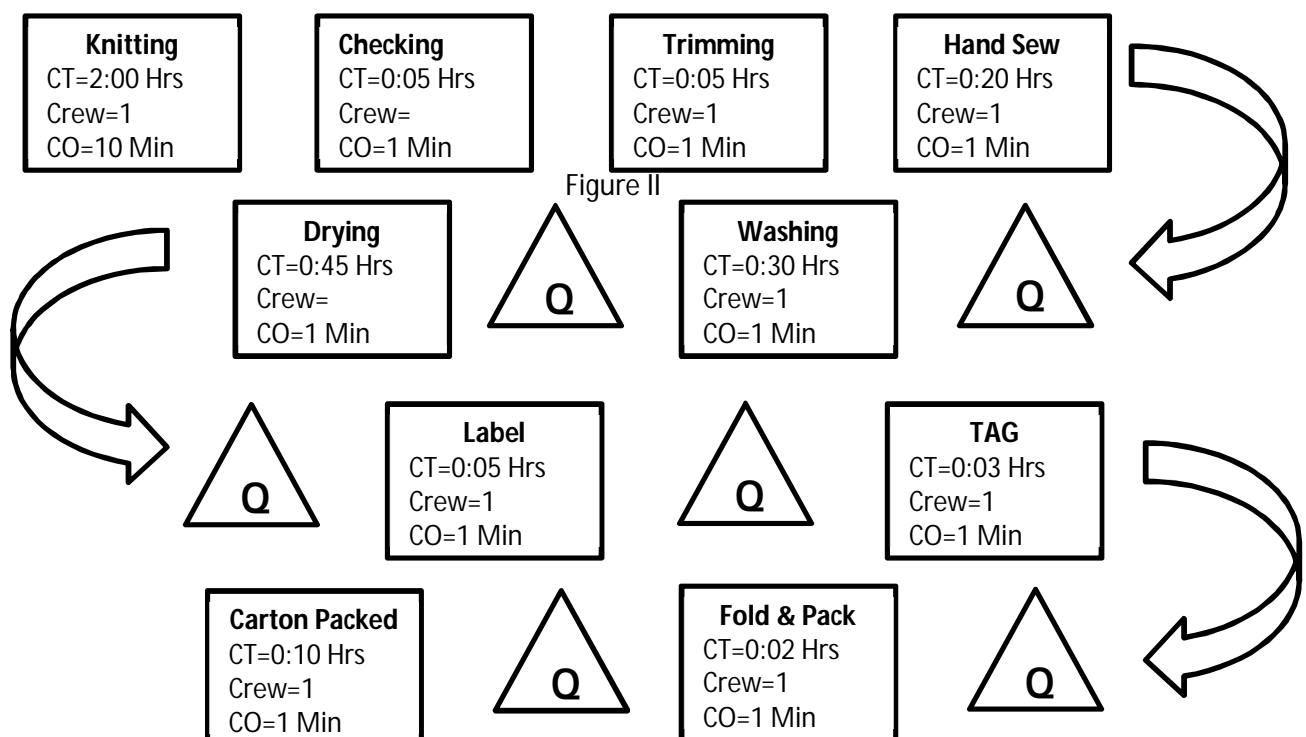 Knitting
CT=2:00 Hrs
Crew=1
CO=10 Min
Checking
CT=0:05 Hrs
Crew=
CO=1 Min
Trimming
CT=0:05 Hrs
Crew=1
CO=1 Min
Hand Sew
CT=0:20 Hrs
Crew=1
CO=1 Min
Figure II
Drying
CT=0:45 Hrs
Crew=
CO=1 Min
Q
Washing
CT=0:30 Hrs
Crew=1
CO=1 Min
Q
Q
Label
CT=0:05 Hrs
Crew=1
CO=1 Min
Q
TAG
CT=0:03 Hrs
Crew=1
CO=1 Min
Carton Packed
CT=0:10 Hrs
Crew=1
CO=1 Min
Q
Fold & Pack
CT=0:02 Hrs
Crew=1
CO=1 Min
Q